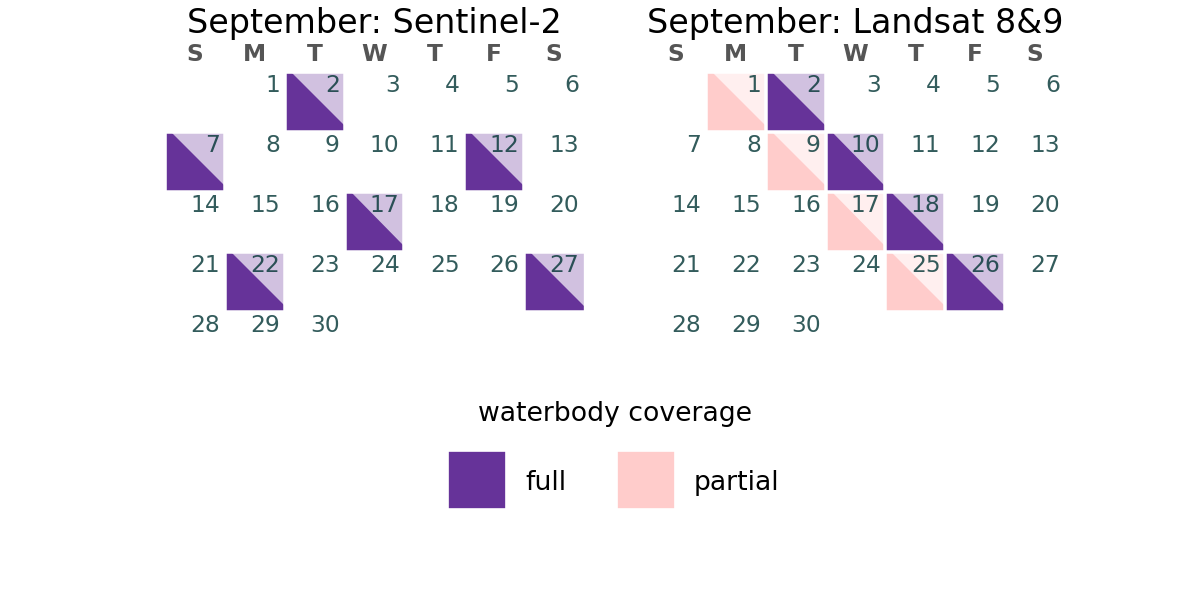 September: Sentinel-2
S M T W T F S
1 2 3 4 5 6
7 8 9 10 11 12 13
14 15 16 17 18 19 20
21 22 23 24 25 26 27
28 29 30
September: Landsat 8&9
S M T W T F S
1 2 3 4 5 6
7 8 9 10 11 12 13
14 15 16 17 18 19 20
21 22 23 24 25 26 27
28 29 30
waterbody coverage
full partial